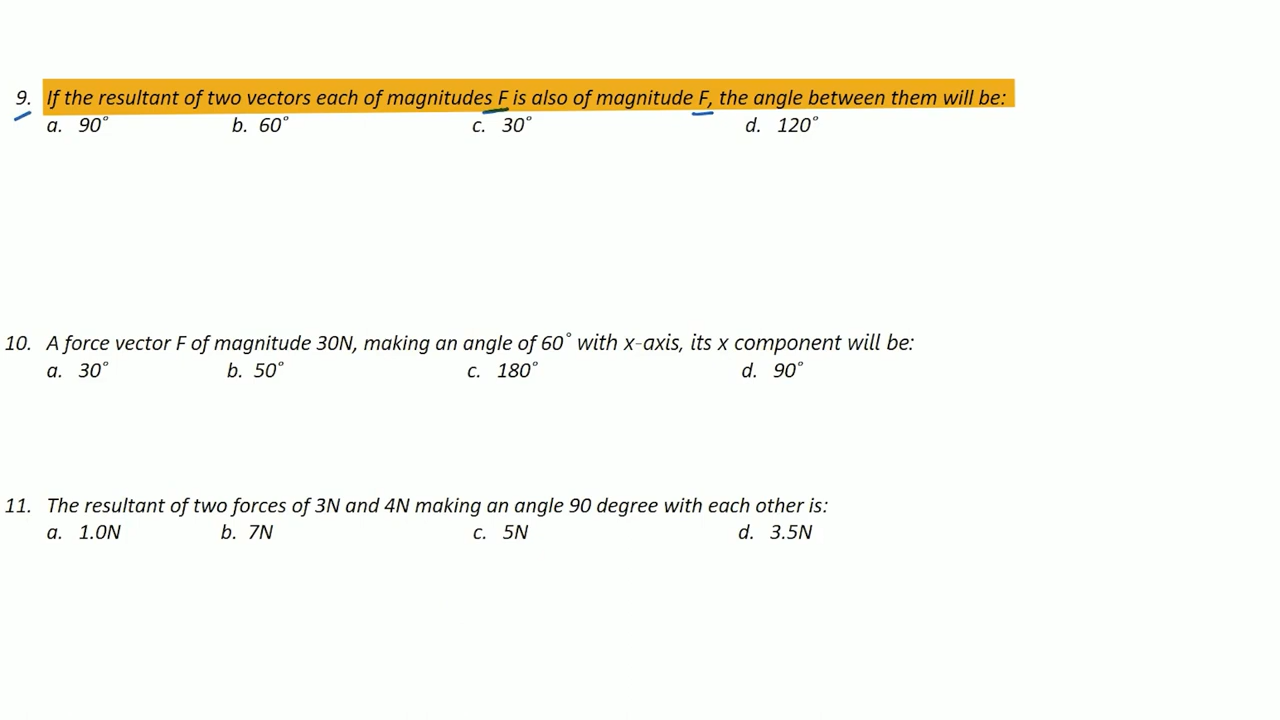 9. If the resultant of two vectors each of magnitudes F is also of magnitude F, the angle between them will be:
a. 90° b. 60° c. 30° d. 120°
10. A force vector F of magnitude 30N, making an angle of 60° with x-axis, its x component will be:
a. 30° b. 50° c. 180° d. 90°
11. The resultant of two forces of 3N and 4N making an angle 90 degree with each other is:
a. 1.0N b. 7N c. 5N d. 3.5N